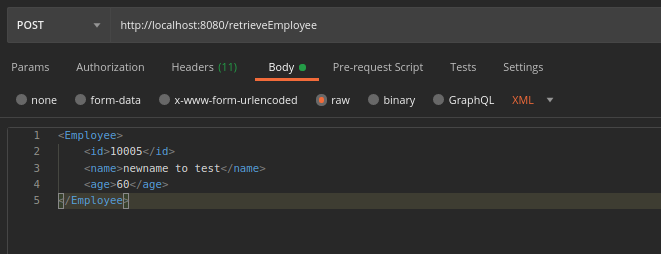 POST http://localhost:8080/retrieveEmployee
Params Authorization Headers (11) Body Pre-request Script Tests Settings
none form-data x-www-form-urlencoded raw binary GraphQL XML
1 <Employee>
2 <id>10005</id>
3 <name>newname to test</name>
4 <age>60</age>
5 </Employee>